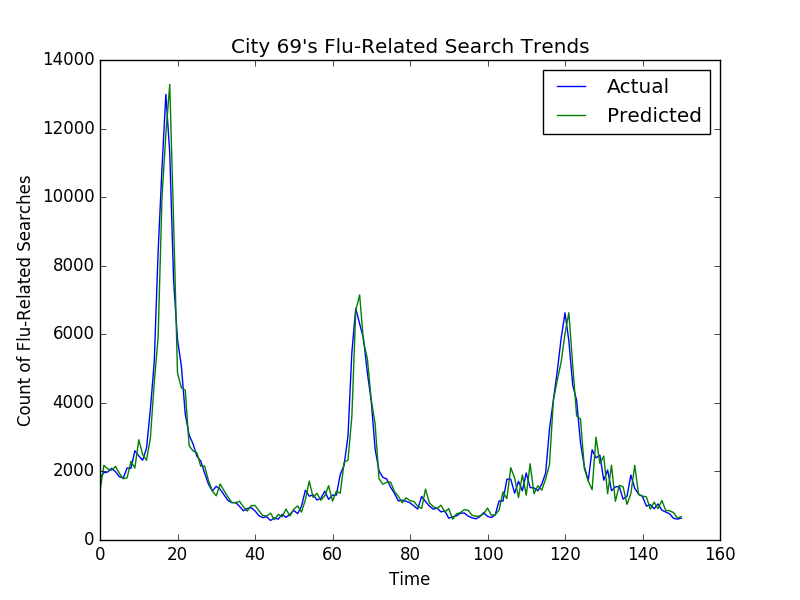 City 69's Flu-Related Search Trends
Actual
Predicted
14000
12000
10000
8000
6000
4000
2000
0
Count of Flu-Related Searches
0 20 40 60 80 100 120 140 160
Time